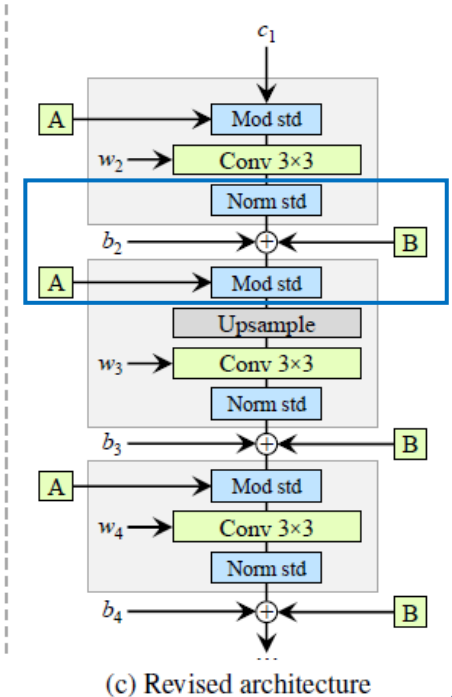 c1
A Mod std
w2 Conv 3×3
Norm std
b2 + B
A Mod std
Upsample
w3 Conv 3×3
Norm std
b3 + B
A Mod std
w4 Conv 3×3
Norm std
b4 + B
...
(c) Revised architecture